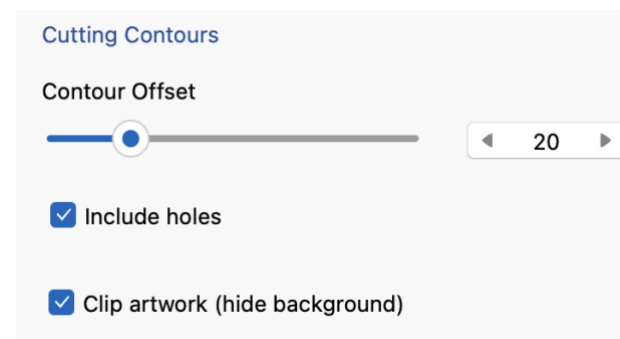 Cutting Contours
Contour Offset
20
Include holes
Clip artwork (hide background)